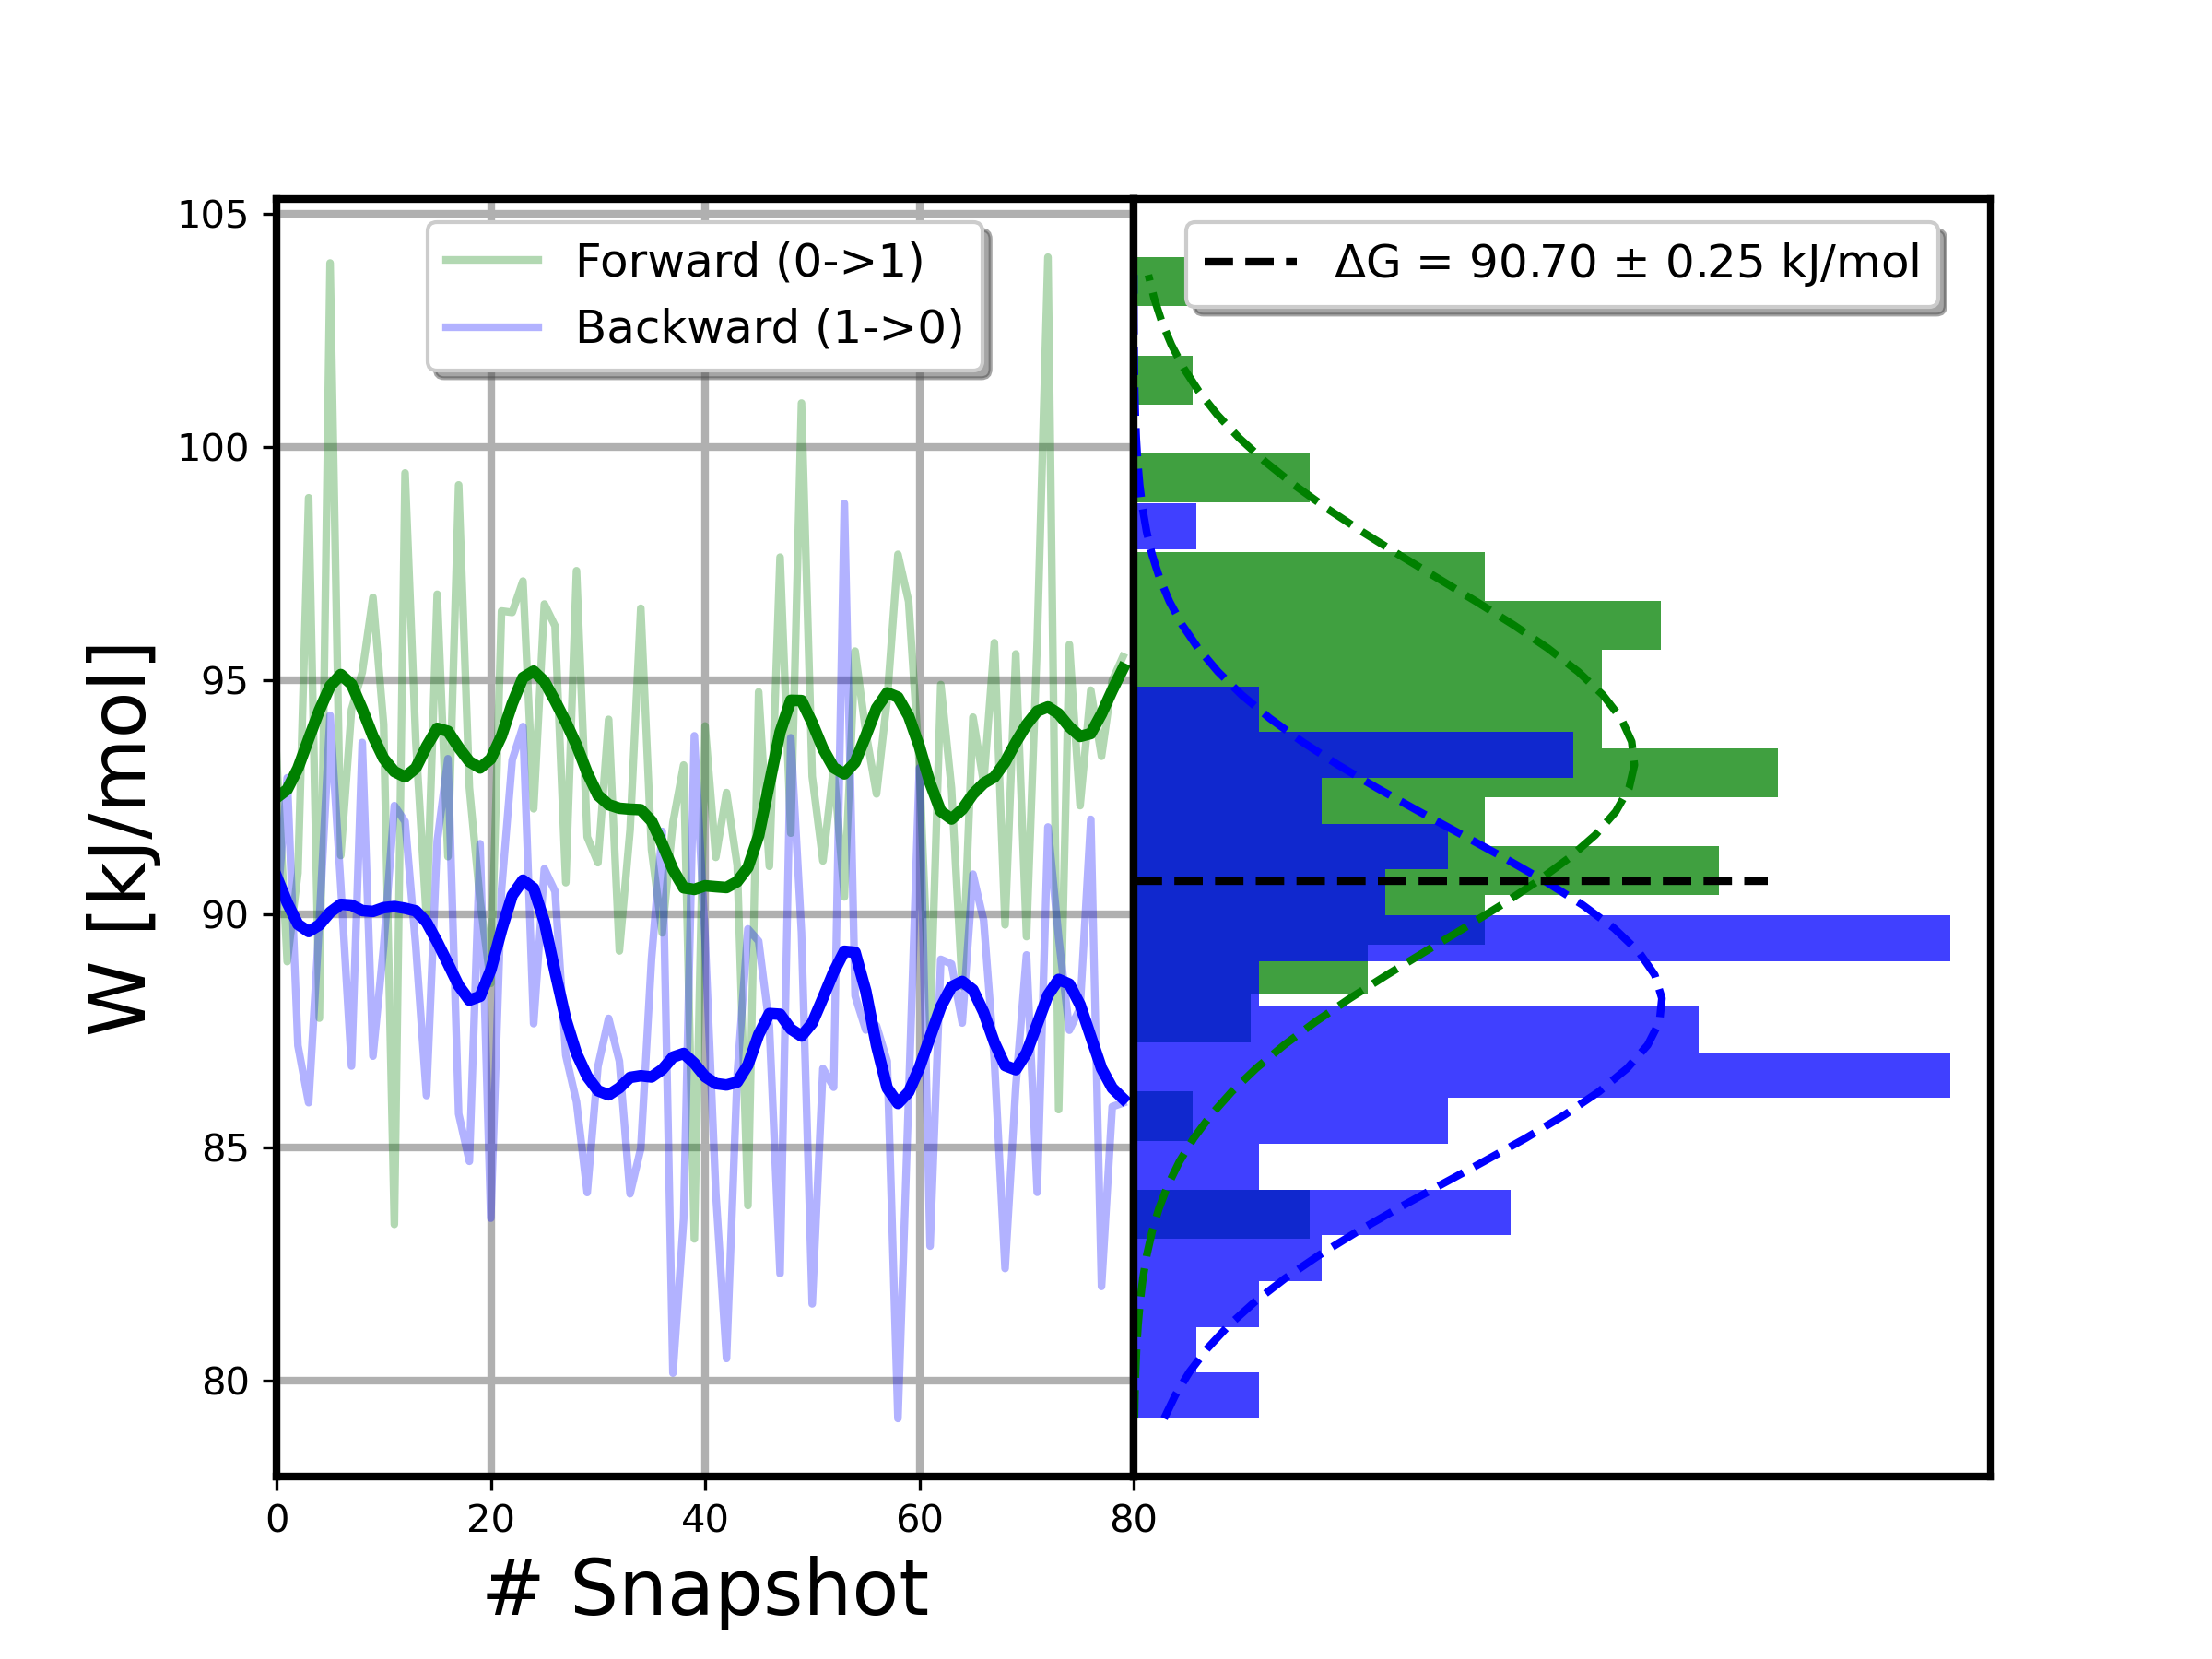 W [kJ/mol]
105
100
95
90
85
80
Forward (0->1)
Backward (1->0)
ΔG = 90.70 ± 0.25 kJ/mol
0 20 40 60 80
# Snapshot